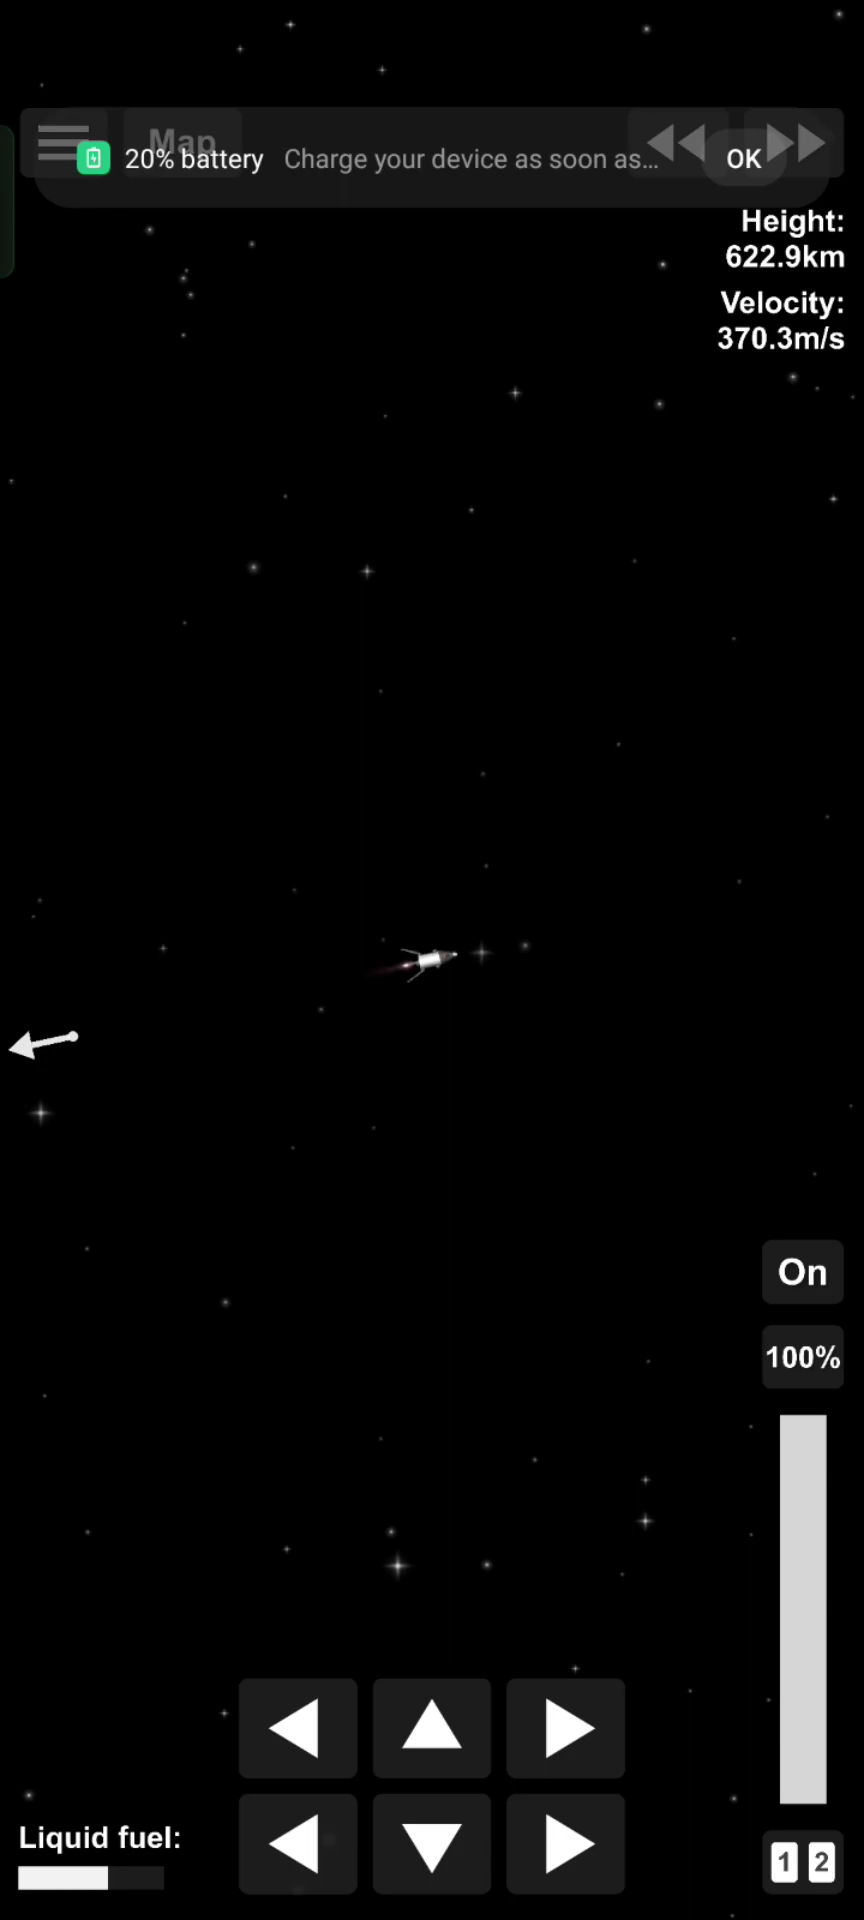 Map
20% battery Charge your device as soon as... OK
Height:
622.9km
Velocity:
370.3m/s
On
100%
Liquid fuel:
1 2